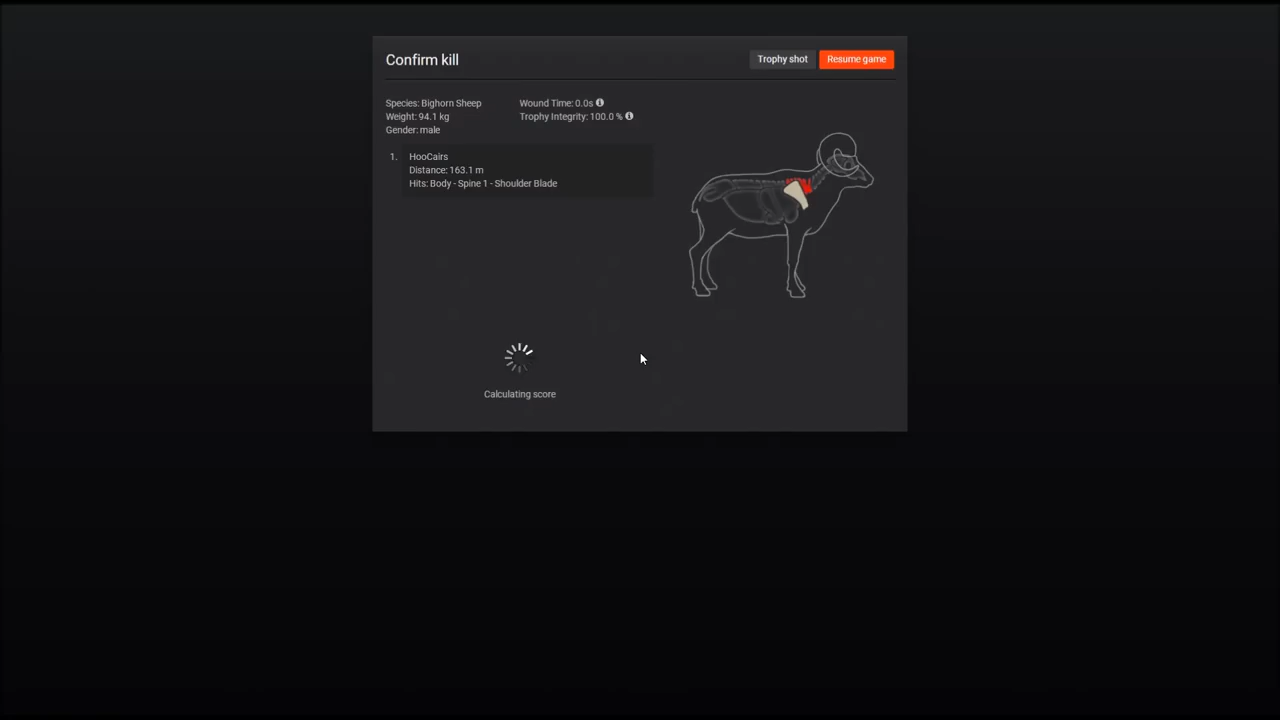 Confirm kill
Trophy shot
Resume game
Species: Bighorn Sheep
Weight: 94.1 kg
Gender: male
Wound Time: 0.0s
Trophy Integrity: 100.0 %
1.
HooCairs
Distance: 163.1 m
Hits: Body - Spine 1 - Shoulder Blade
Calculating score